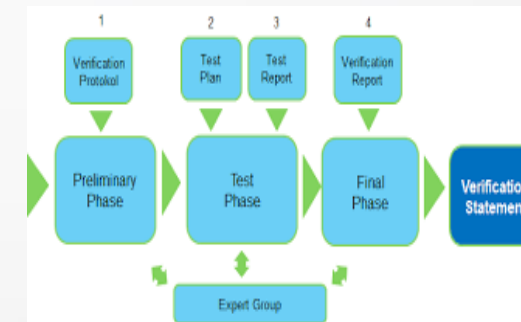 1
2
3
4
Verification
Protokol
Test
Plan
Test
Report
Verification
Report
Preliminary
Phase
Test
Phase
Final
Phase
Verificatio
Statemen
Expert Group